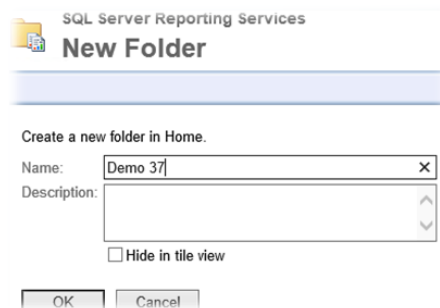 SQL Server Reporting Services
New Folder
Create a new folder in Home.
Name: Demo 37
Description:
Hide in tile view
OK Cancel